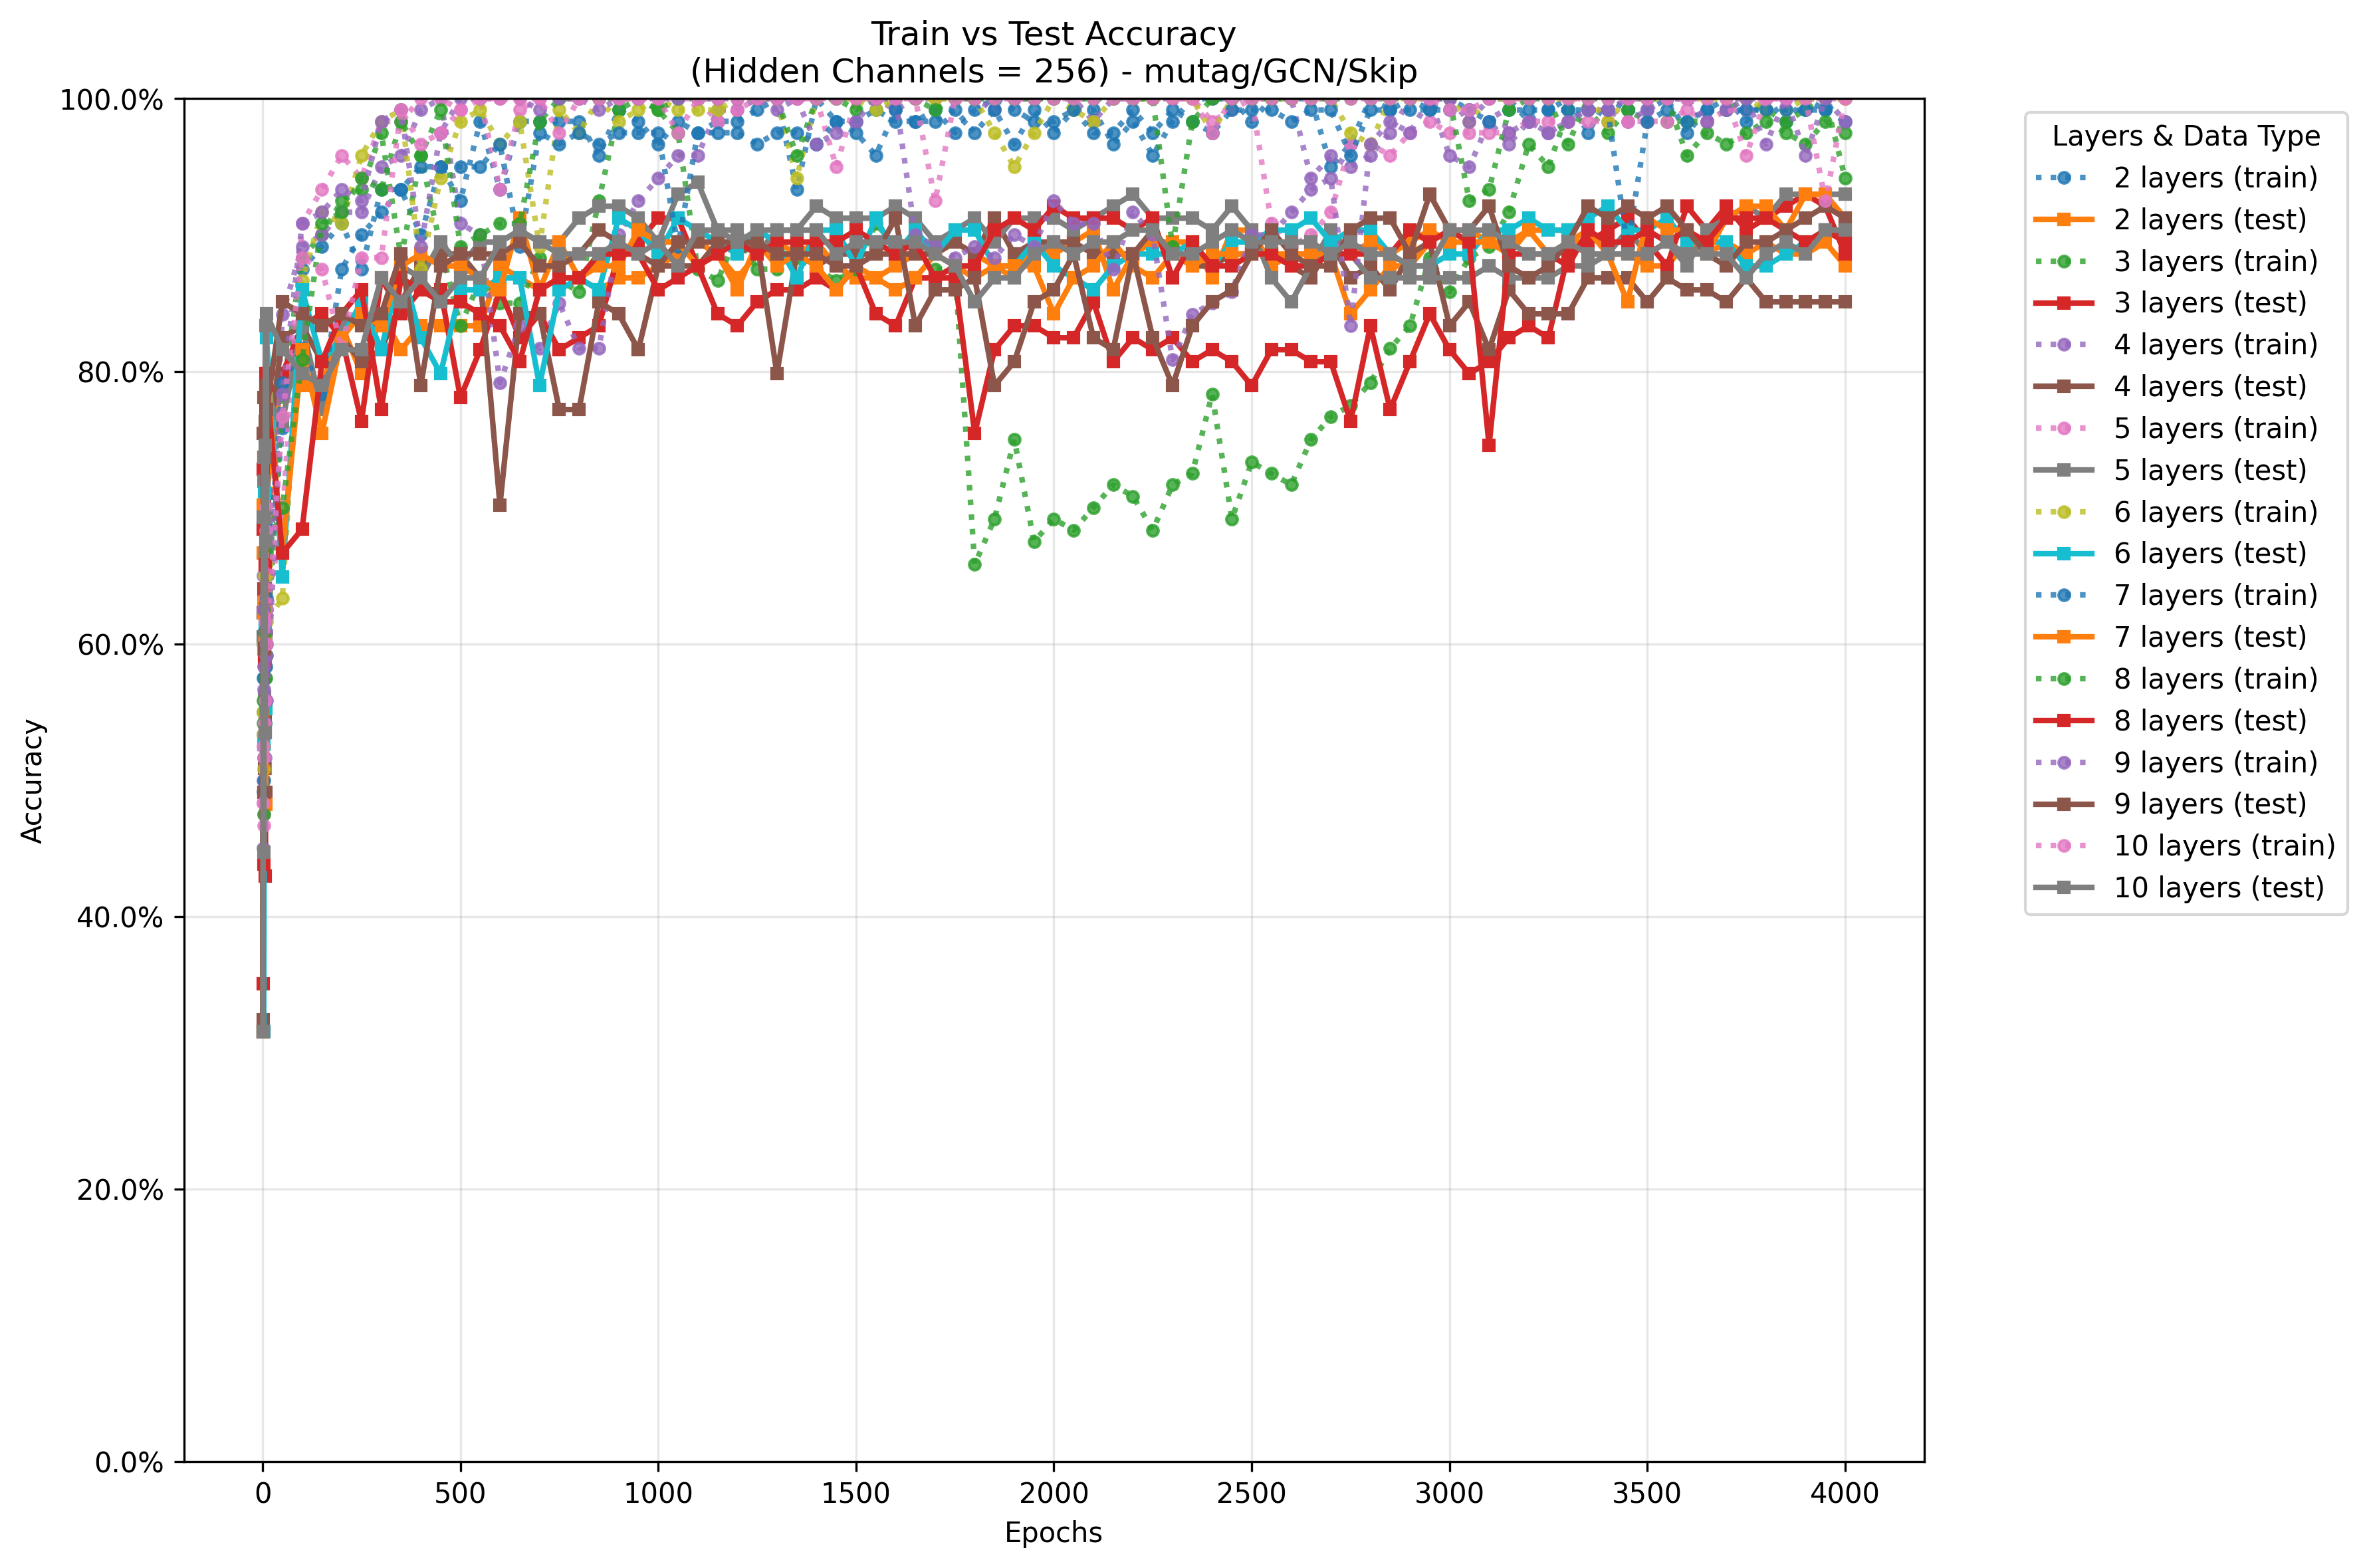 Train vs Test Accuracy
(Hidden Channels = 256) - mutag/GCN/Skip
100.0%
80.0%
60.0%
40.0%
20.0%
0.0%
Accuracy
0
500
1000
1500
2000
2500
3000
3500
4000
Epochs
Layers & Data Type
2 layers (train)
2 layers (test)
3 layers (train)
3 layers (test)
4 layers (train)
4 layers (test)
5 layers (train)
5 layers (test)
6 layers (train)
6 layers (test)
7 layers (train)
7 layers (test)
8 layers (train)
8 layers (test)
9 layers (train)
9 layers (test)
10 layers (train)
10 layers (test)